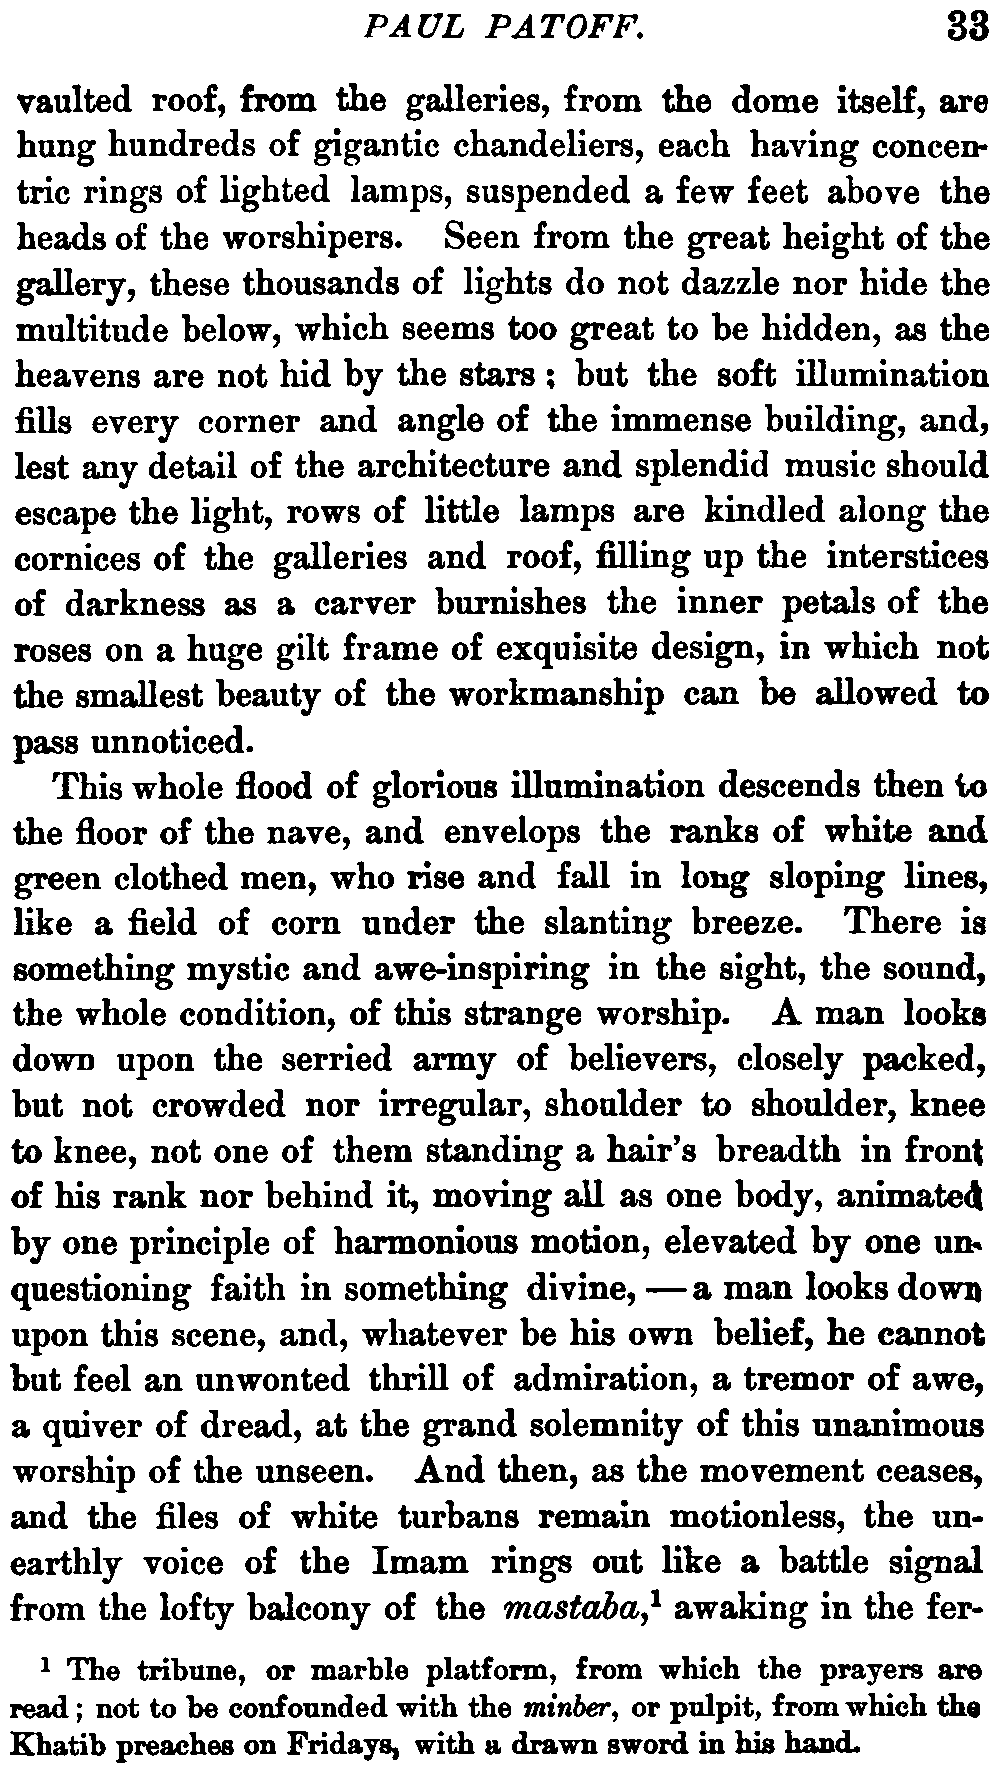 PAUL PATOFF. 33
vaulted roof, from the galleries, from the dome itself, are
hung hundreds of gigantic chandeliers, each having concen-
tric rings of lighted lamps, suspended a few feet above the
heads of the worshipers. Seen from the great height of the
gallery, these thousands of lights do not dazzle nor hide the
multitude below, which seems too great to be hidden, as the
heavens are not hid by the stars ; but the soft illumination
fills every corner and angle of the immense building, and,
lest any detail of the architecture and splendid music should
escape the light, rows of little lamps are kindled along the
cornices of the galleries and roof, filling up the interstices
of darkness as a carver burnishes the inner petals of the
roses on a huge gilt frame of exquisite design, in which not
the smallest beauty of the workmanship can be allowed to
pass unnoticed.
This whole flood of glorious illumination descends then to
the floor of the nave, and envelops the ranks of white and
green clothed men, who rise and fall in long sloping lines,
like a field of corn under the slanting breeze. There is
something mystic and awe-inspiring in the sight, the sound,
the whole condition, of this strange worship. A man looks
down upon the serried army of believers, closely packed,
but not crowded nor irregular, shoulder to shoulder, knee
to knee, not one of them standing a hair's breadth in front
of his rank nor behind it, moving all as one body, animated
by one principle of harmonious motion, elevated by one un-
questioning faith in something divine, — a man looks down
upon this scene, and, whatever be his own belief, he cannot
but feel an unwonted thrill of admiration, a tremor of awe,
a quiver of dread, at the grand solemnity of this unanimous
worship of the unseen. And then, as the movement ceases,
and the files of white turbans remain motionless, the un-
earthly voice of the Imam rings out like a battle signal
from the lofty balcony of the mastaba,¹ awaking in the fer-
¹ The tribune, or marble platform, from which the prayers are
read ; not to be confounded with the minber, or pulpit, from which the
Khatib preaches on Fridays, with a drawn sword in his hand.